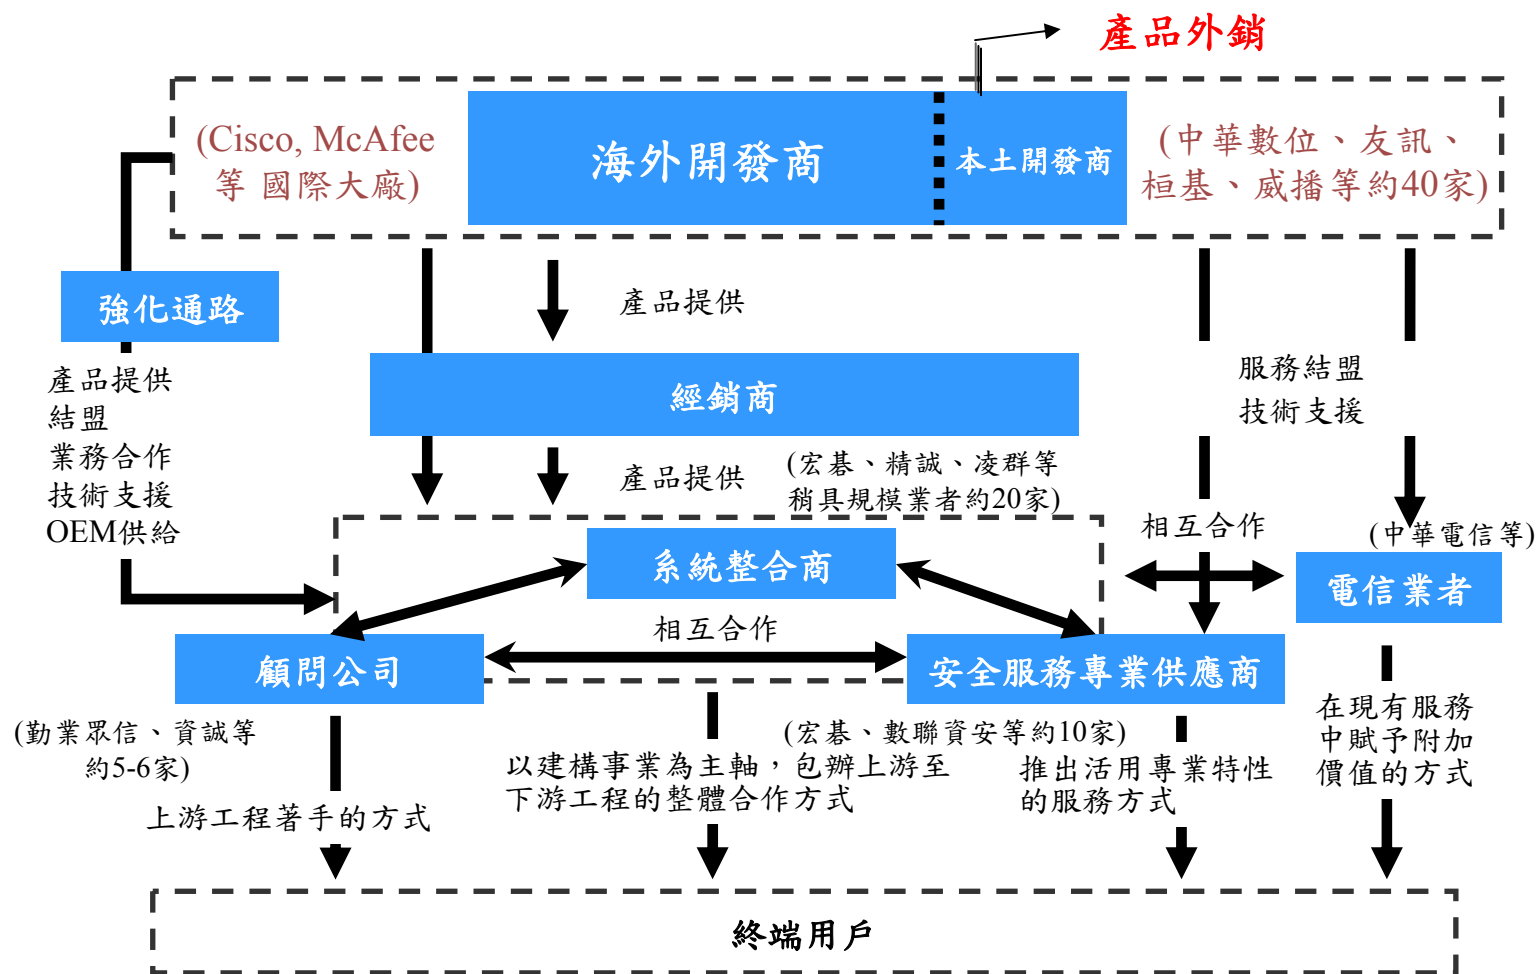 產品外銷
(Cisco, McAfee
等 國際大廠)
海外開發商
本土開發商
(中華數位、友訊、
桓基、威播等約40家)
強化通路
產品提供
產品提供
結盟
業務合作
技術支援
OEM供給
經銷商
服務結盟
技術支援
產品提供
(宏碁、精誠、凌群等
稍具規模業者約20家)
相互合作
(中華電信等)
系統整合商
電信業者
相互合作
顧問公司
安全服務專業供應商
(勤業眾信、資誠等
約5-6家)
(宏碁、數聯資安等約10家)
上游工程著手的方式
以建構事業為主軸，包辦上游至
下游工程的整體合作方式
推出活用專業特性
的服務方式
在現有服務
中賦予附加
價值的方式
終端用戶